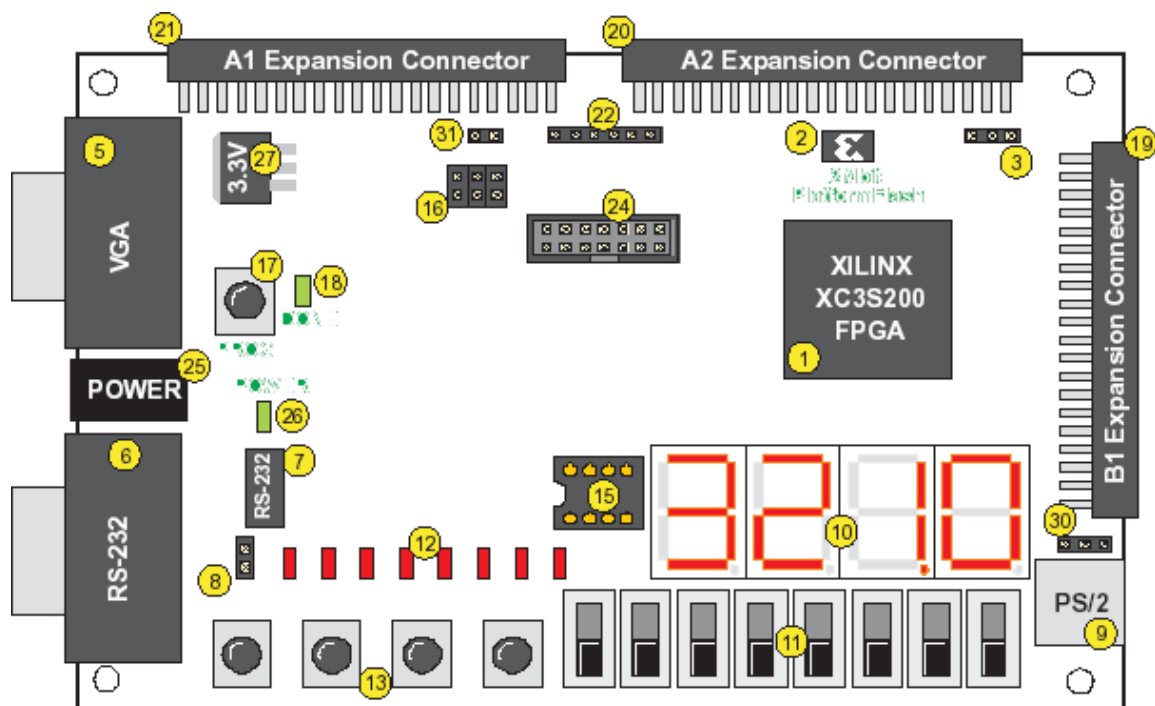 21
A1 Expansion Connector
20
A2 Expansion Connector
5
VGA
3.3V
27
31
22
16
24
2
3
19
B1 Expansion Connector
17
18
XILINX
XC3S200
FPGA
1
25
POWER
26
6
RS-232
7
RS-232
8
12
15
3210
10
30
PS/2
9
13
11